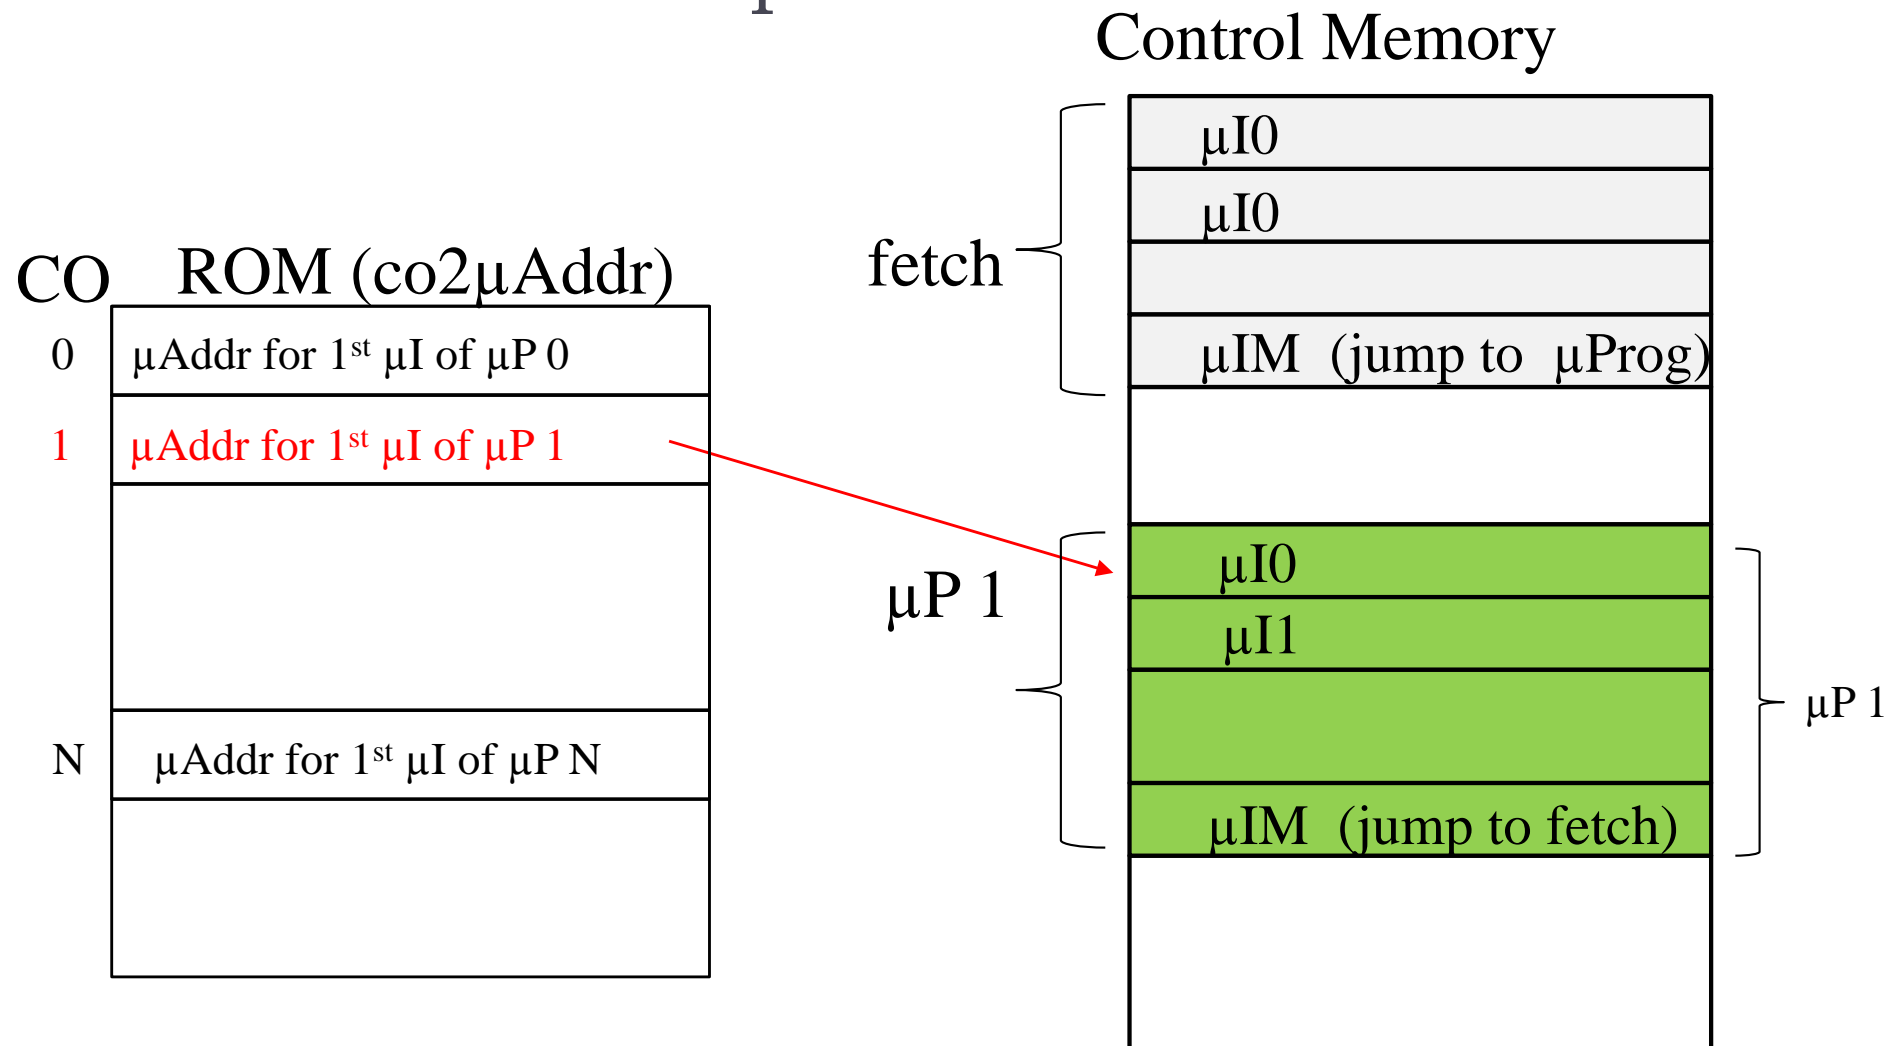 Control Memory
µI0
µI0
fetch
µIM (jump to µProg)
CO
ROM (co2µAddr)
0
µAddr for 1st µI of µP 0
1
µAddr for 1st µI of µP 1
N
µAddr for 1st µI of µP N
µP 1
µI0
µI1
µIM (jump to fetch)
µP 1